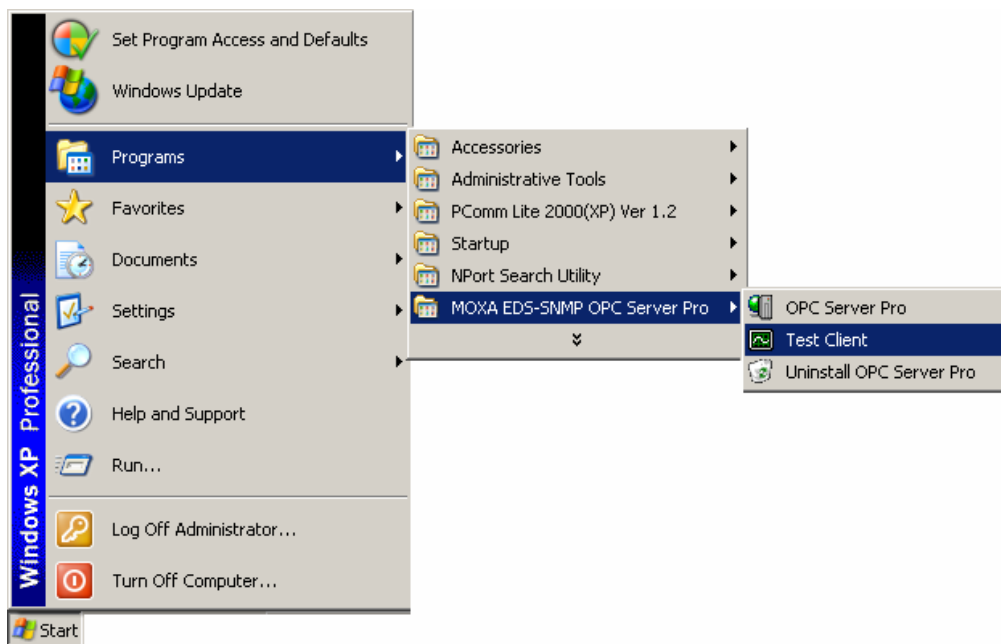 Set Program Access and Defaults
Windows Update
Programs
Favorites
Documents
Settings
Search
Help and Support
Run...
Log Off Administrator...
Turn Off Computer...
Windows XP Professional
Start
Accessories
Administrative Tools
PComm Lite 2000(XP) Ver 1.2
Startup
NPort Search Utility
MOXA EDS-SNMP OPC Server Pro
OPC Server Pro
Test Client
Uninstall OPC Server Pro